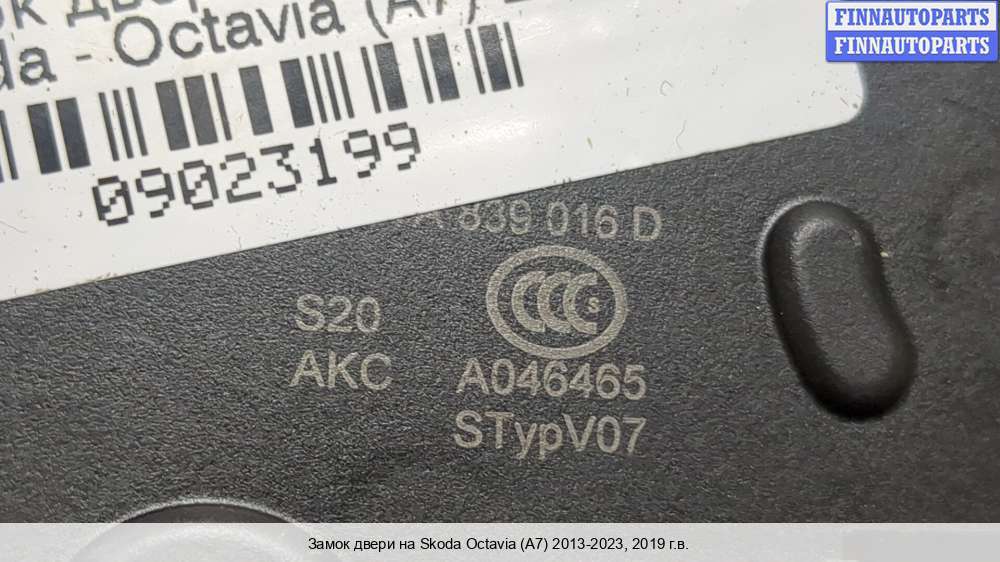 FINNAUTOPARTS
FINNAUTOPARTS
Octavia (A7)
09023199
839 016 D
CCC S
S20
AKC
A046465
STypV07
Замок двери на Skoda Octavia (A7) 2013-2023, 2019 г.в.